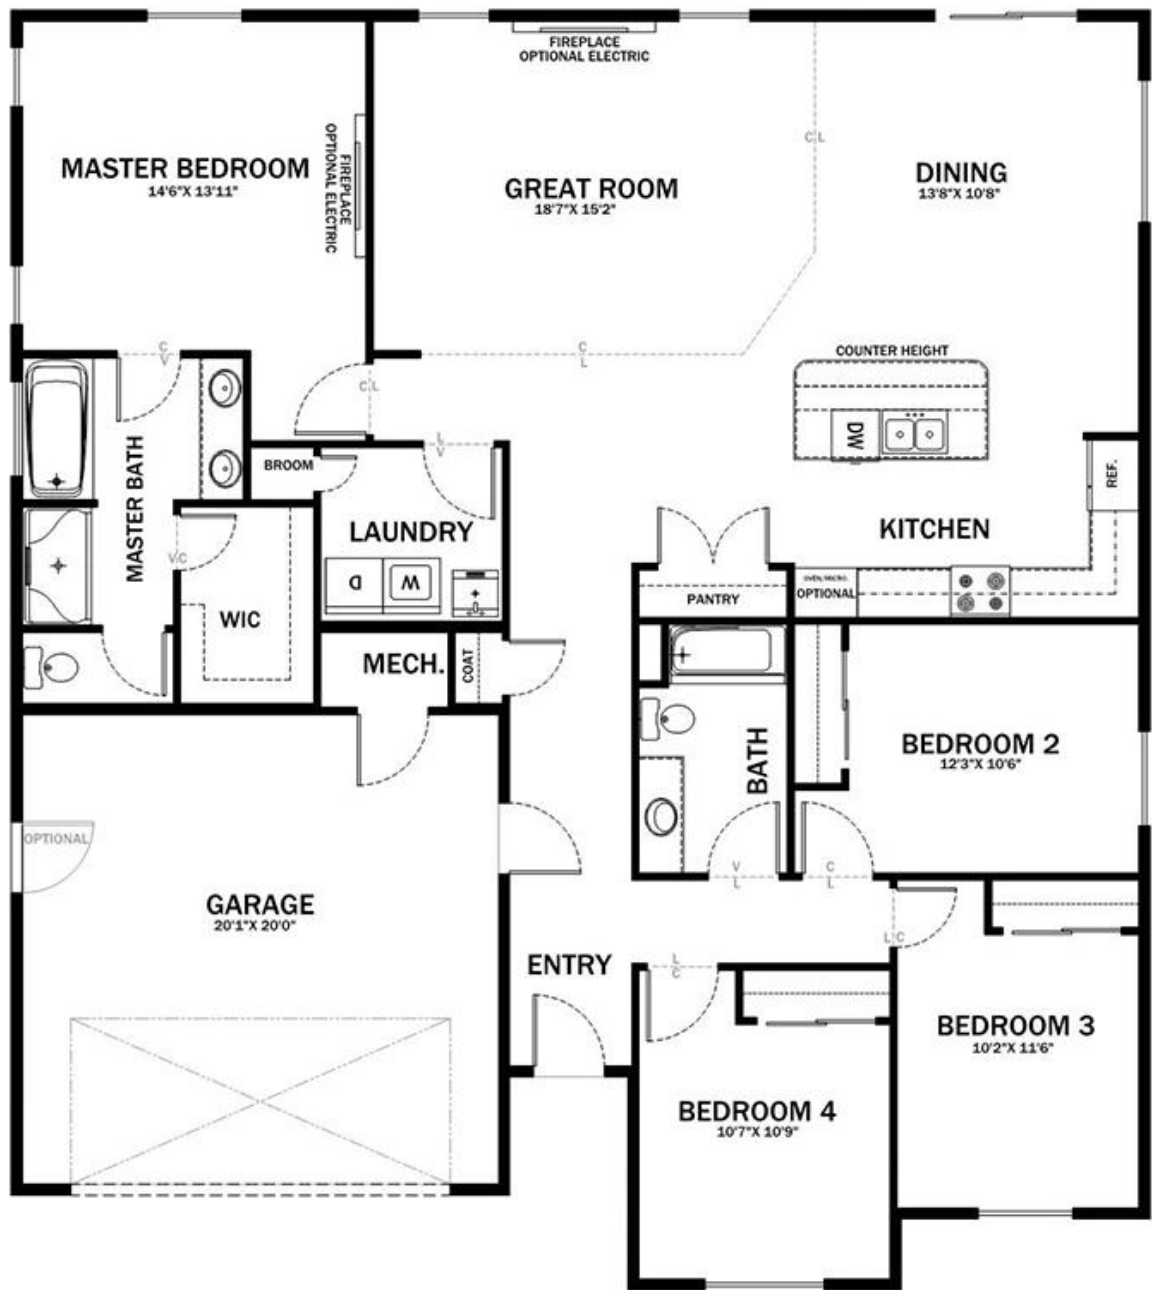 FIREPLACE
OPTIONAL ELECTRIC
MASTER BEDROOM
14'6"X 13'11"
FIREPLACE
OPTIONAL ELECTRIC
GREAT ROOM
18'7"X 15'2"
C L
DINING
13'8"X 10'8"
C
V
C
L
COUNTER HEIGHT
C L
DW
MASTER BATH
L
V
BROOM
REF.
LAUNDRY
KITCHEN
V C
D
W
OVEN/MICRO.
OPTIONAL
PANTRY
WIC
MECH.
COAT
BATH
BEDROOM 2
12'3"X 10'6"
OPTIONAL
V
L
C
L
GARAGE
20'1"X 20'0"
L C
ENTRY
L
C
BEDROOM 3
10'2"X 11'6"
BEDROOM 4
10'7"X 10'9"